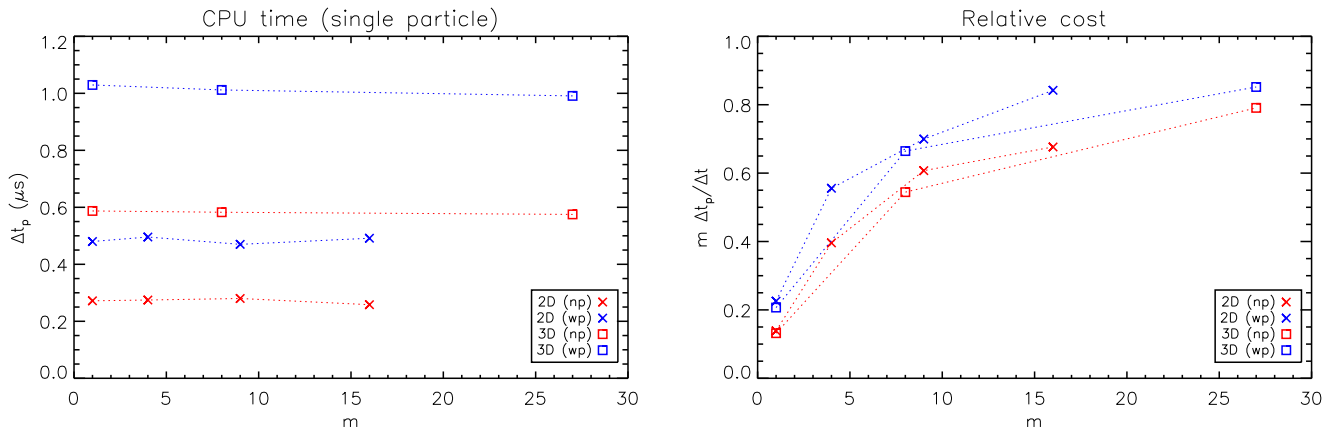 CPU time (single particle)
1.2
1.0
0.8
0.6
0.4
0.2
0.0
Δtp (μs)
2D (np)
2D (wp)
3D (np)
3D (wp)
0 5 10 15 20 25 30
m
Relative cost
1.0
0.8
0.6
0.4
0.2
0.0
m Δtp/Δt
2D (np)
2D (wp)
3D (np)
3D (wp)
0 5 10 15 20 25 30
m